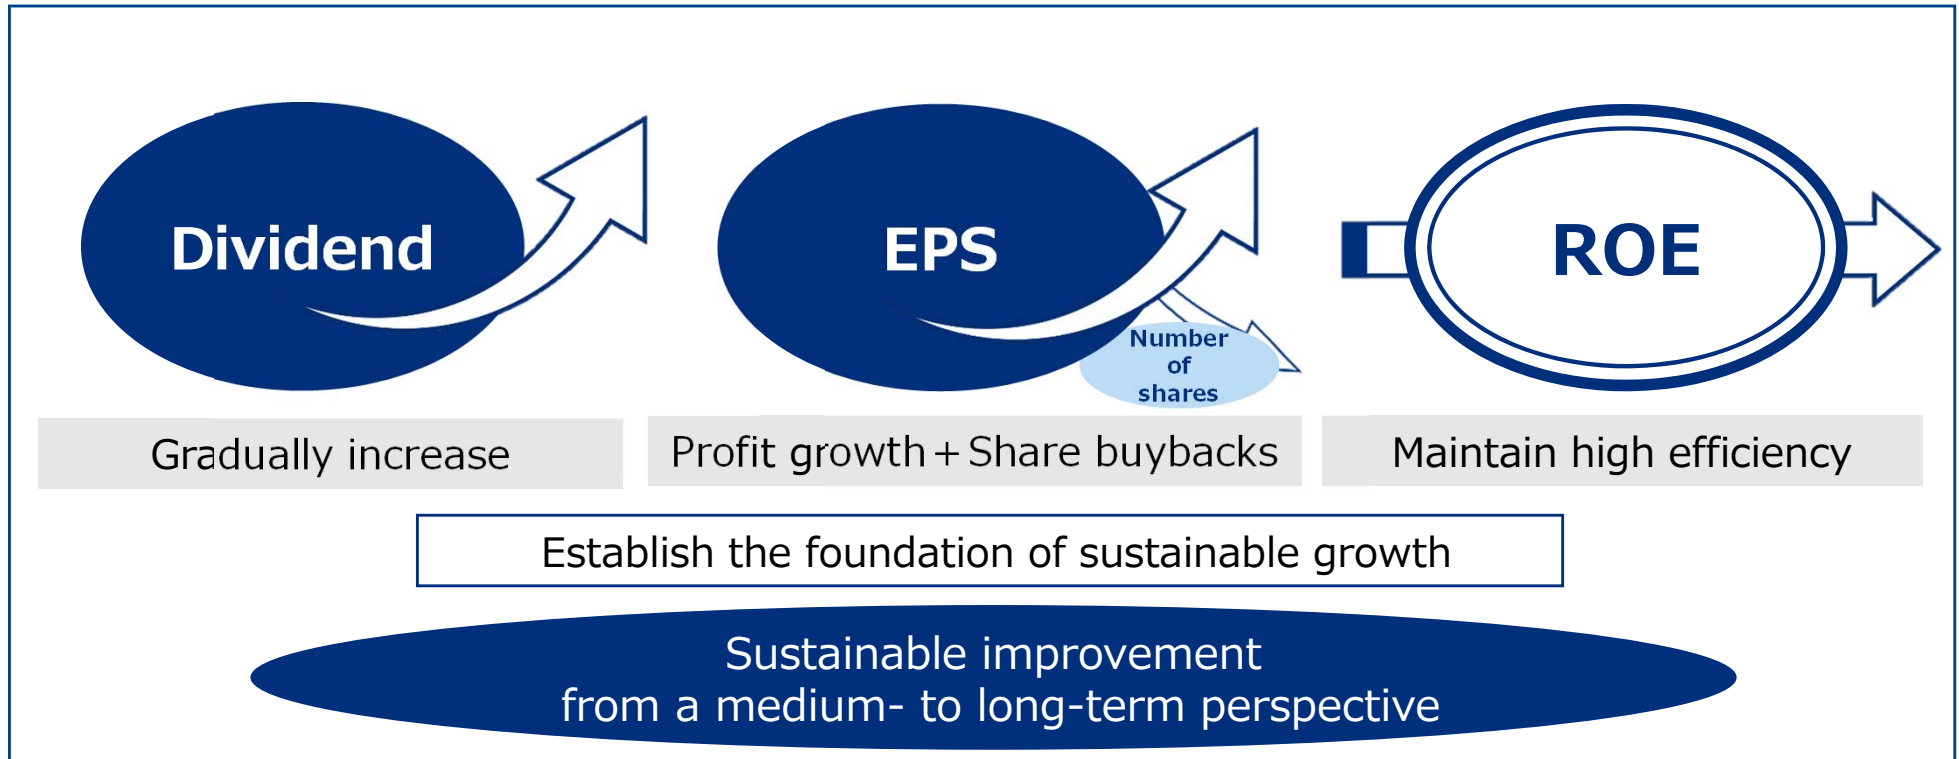 Dividend
EPS
ROE
Number
of
shares
Gradually increase
Profit growth+Share buybacks
Maintain high efficiency
Establish the foundation of sustainable growth
Sustainable improvement
from a medium- to long-term perspective